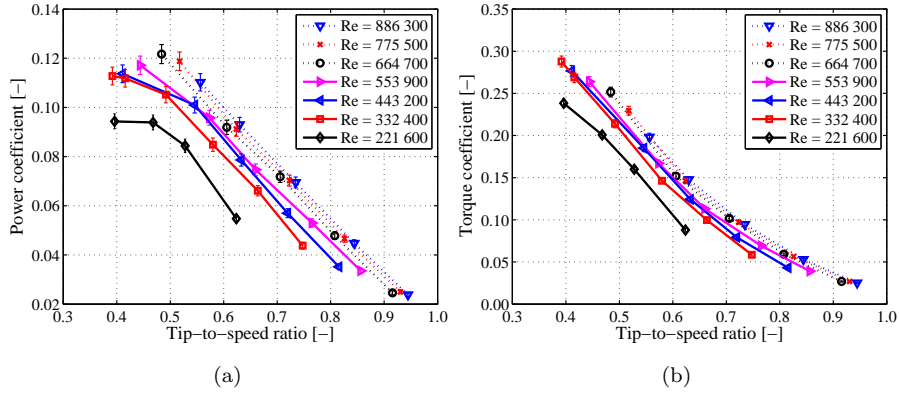 0.14
0.12
0.10
0.08
0.06
0.04
0.02
Power coefficient [−]
0.3 0.4 0.5 0.6 0.7 0.8 0.9 1.0
Tip−to−speed ratio [−]
Re = 886 300
Re = 775 500
Re = 664 700
Re = 553 900
Re = 443 200
Re = 332 400
Re = 221 600
(a)
0.35
0.30
0.25
0.20
0.15
0.10
0.05
0.00
Torque coefficient [−]
0.3 0.4 0.5 0.6 0.7 0.8 0.9 1.0
Tip−to−speed ratio [−]
Re = 886 300
Re = 775 500
Re = 664 700
Re = 553 900
Re = 443 200
Re = 332 400
Re = 221 600
(b)